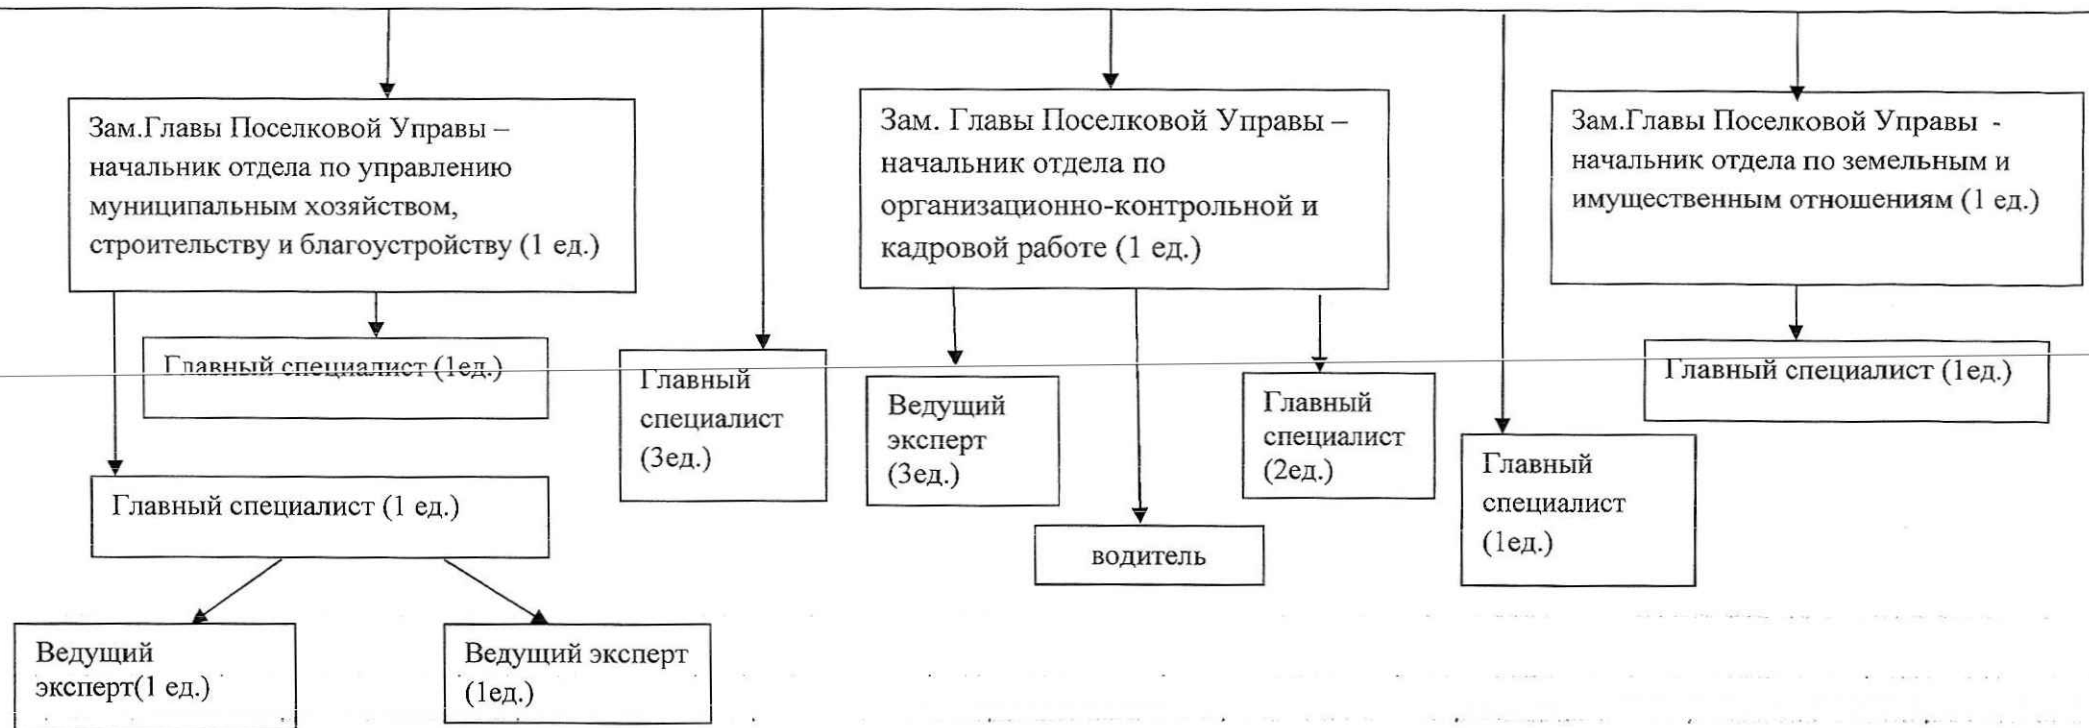 Зам.Главы Поселковой Управы –
начальник отдела по управлению
муниципальным хозяйством,
строительству и благоустройству (1 ед.)
Зам. Главы Поселковой Управы –
начальник отдела по
организационно-контрольной и
кадровой работе (1 ед.)
Зам.Главы Поселковой Управы -
начальник отдела по земельным и
имущественным отношениям (1 ед.)
Главный специалист (1ед.)
Главный
специалист
(3ед.)
Ведущий
эксперт
(3ед.)
Главный
специалист
(2ед.)
Главный специалист (1ед.)
Главный
специалист
(1ед.)
Главный специалист (1 ед.)
водитель
Ведущий
эксперт(1 ед.)
Ведущий эксперт
(1ед.)